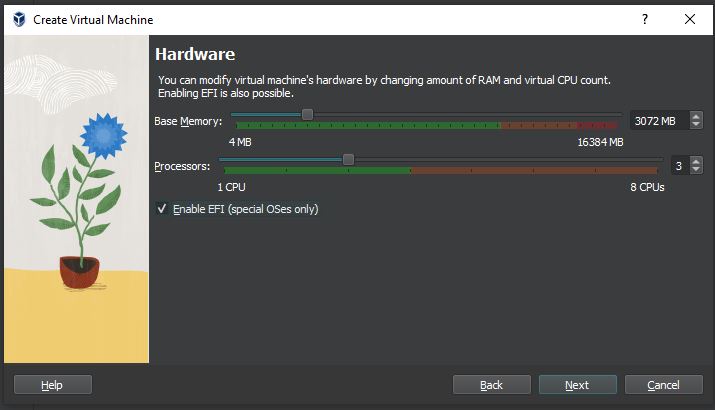 Create Virtual Machine
?
Hardware
You can modify virtual machine's hardware by changing amount of RAM and virtual CPU count.
Enabling EFI is also possible.
Base Memory:
3072 MB
4 MB
16384 MB
Processors:
3
1 CPU
8 CPUs
Enable EFI (special OSes only)
Help
Back
Next
Cancel